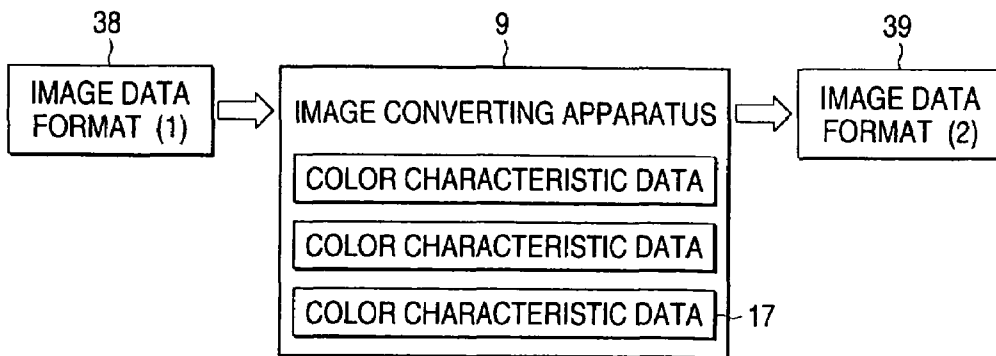 38
9
39
IMAGE DATA
FORMAT (1)
IMAGE CONVERTING APPARATUS
IMAGE DATA
FORMAT (2)
COLOR CHARACTERISTIC DATA
COLOR CHARACTERISTIC DATA
COLOR CHARACTERISTIC DATA
17